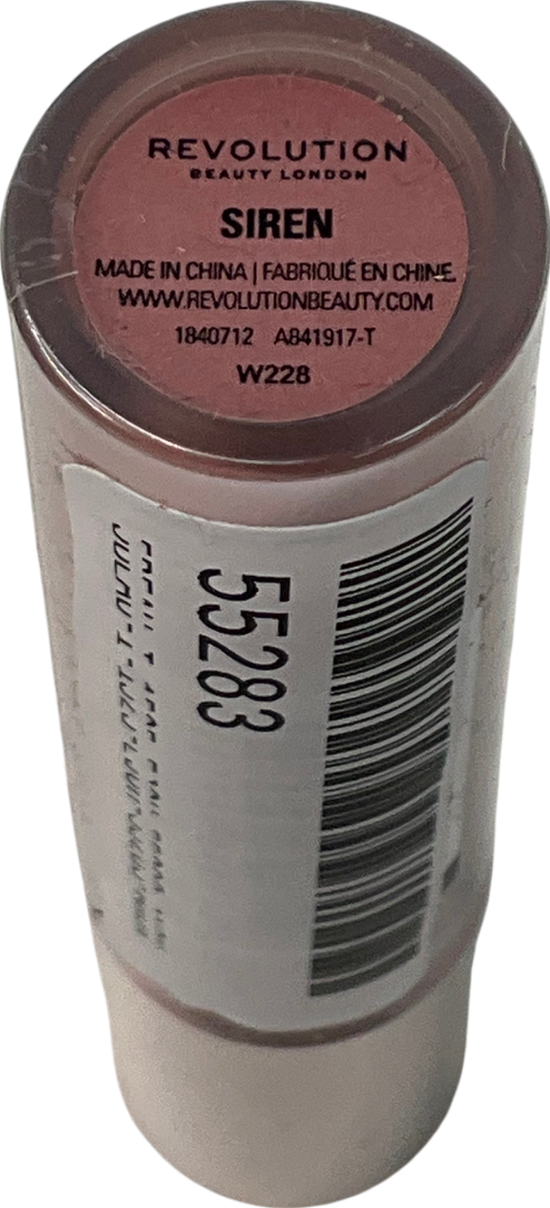 REVOLUTION
BEAUTY LONDON
SIREN
MADE IN CHINA | FABRIQUÉ EN CHINE
WWW.REVOLUTIONBEAUTY.COM
1840712 A841917-T
W228
55283